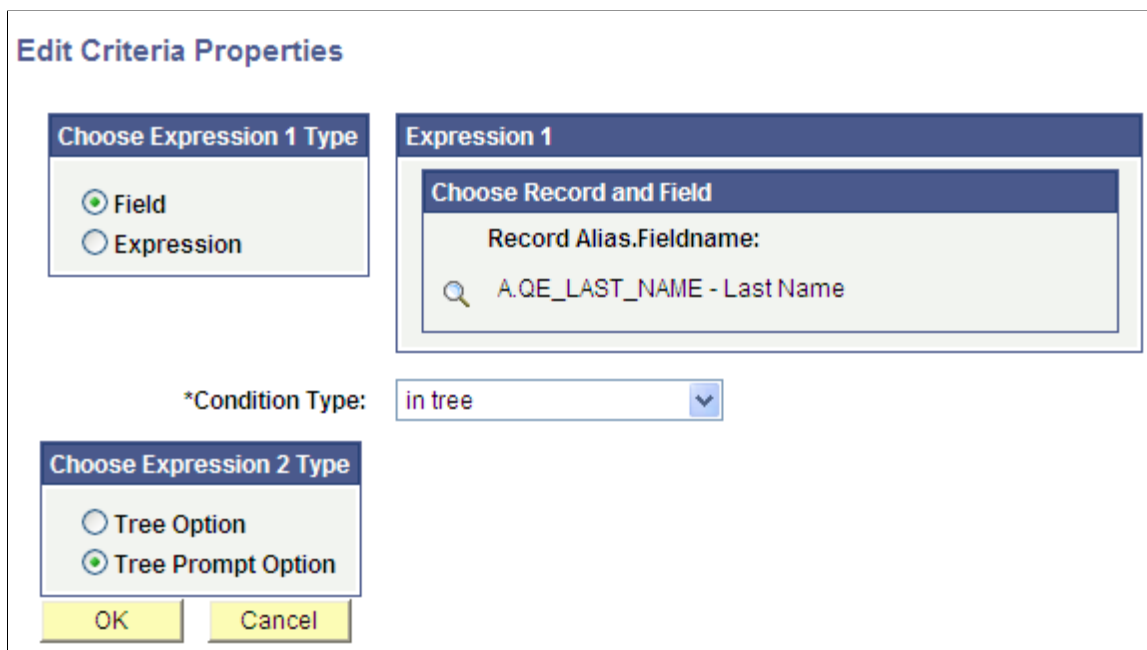 Edit Criteria Properties
Choose Expression 1 Type
Field
Expression
Expression 1
Choose Record and Field
Record Alias.Fieldname:
A.QE_LAST_NAME - Last Name
*Condition Type:
in tree
Choose Expression 2 Type
Tree Option
Tree Prompt Option
OK
Cancel